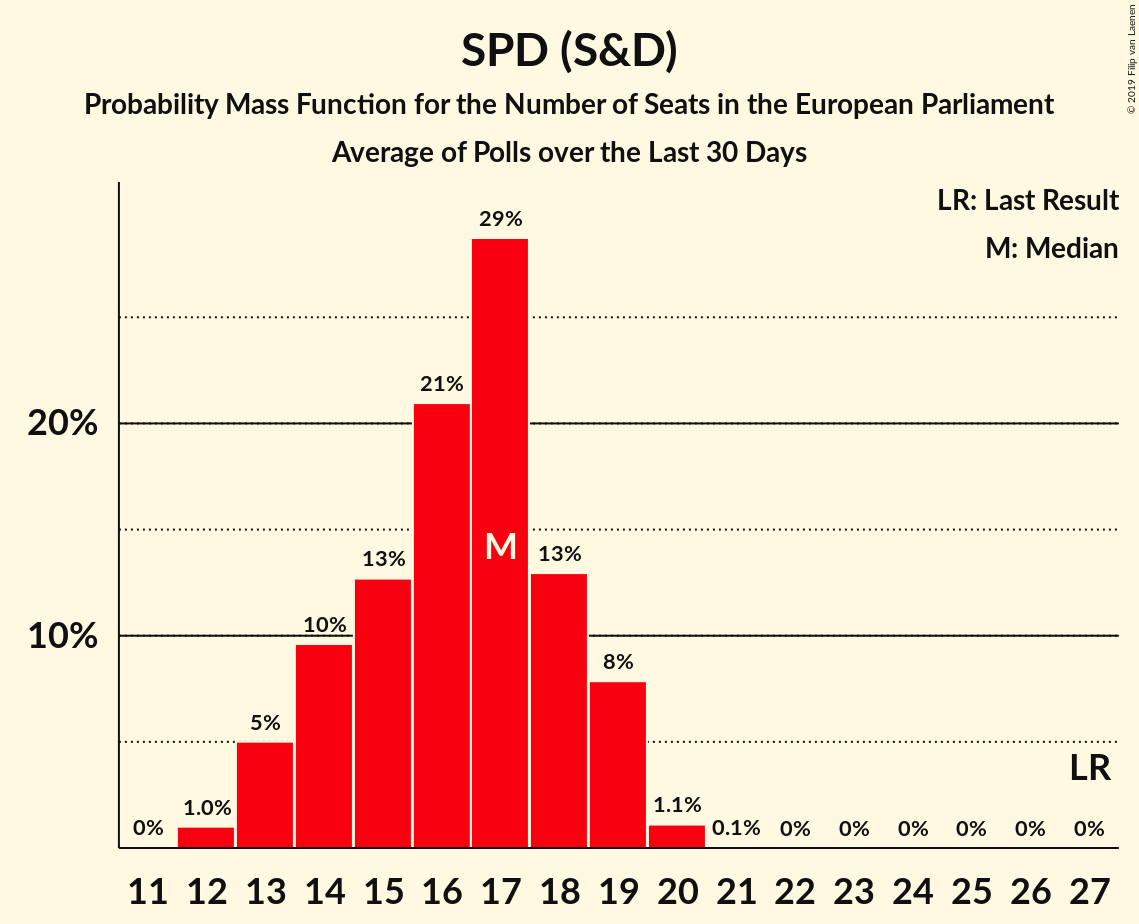 SPD (S&D)
Probability Mass Function for the Number of Seats in the European Parliament
Average of Polls over the Last 30 Days
© 2019 Filip van Laenen
LR: Last Result
M: Median
29%
21%
20%
M
13%
13%
10%
10%
8%
5%
LR
1.0%
1.1%
0%
0.1%
0%
0%
0%
0%
0%
0%
11 12 13 14 15 16 17 18 19 20 21 22 23 24 25 26 27